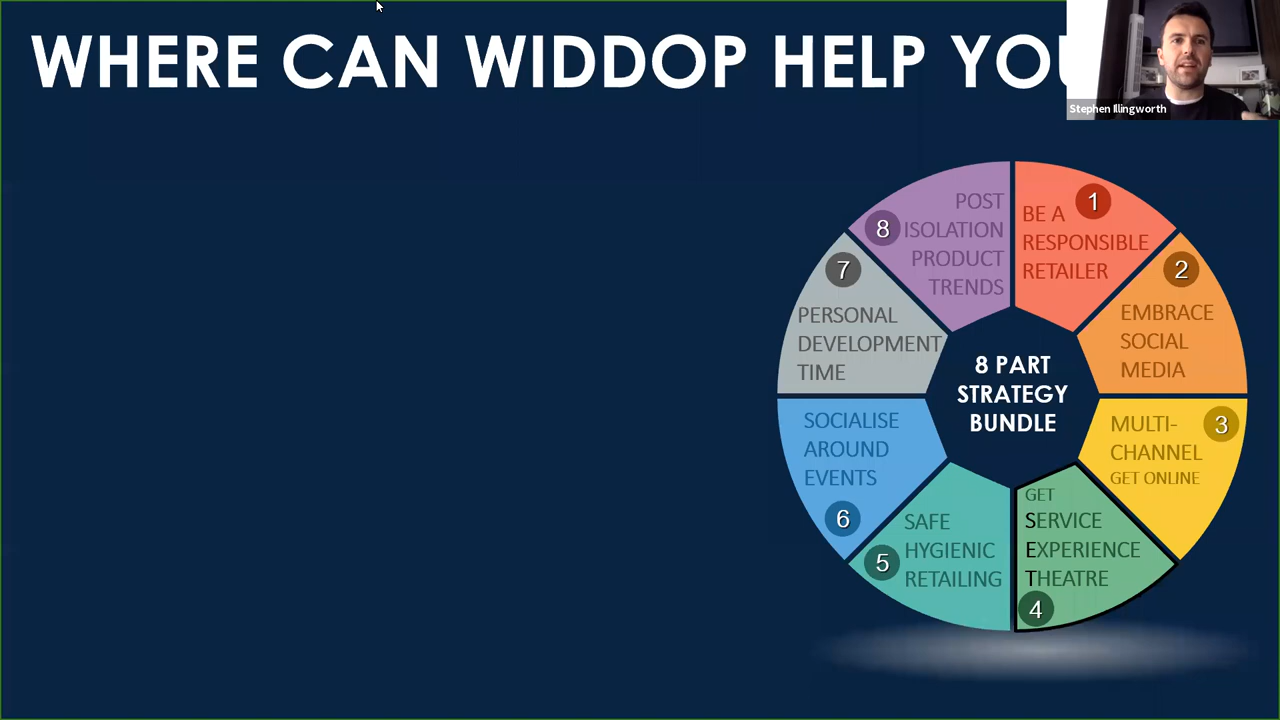 WHERE CAN WIDDOP HELP YOU
Stephen Illingworth
1
BE A
RESPONSIBLE
RETAILER
2
EMBRACE
SOCIAL
MEDIA
3
MULTI-
CHANNEL
GET ONLINE
GET
SERVICE
EXPERIENCE
THEATRE
4
SAFE
HYGIENIC
RETAILING
5
SOCIALISE
AROUND
EVENTS
6
7
PERSONAL
DEVELOPMENT
TIME
8
POST
ISOLATION
PRODUCT
TRENDS
8 PART
STRATEGY
BUNDLE